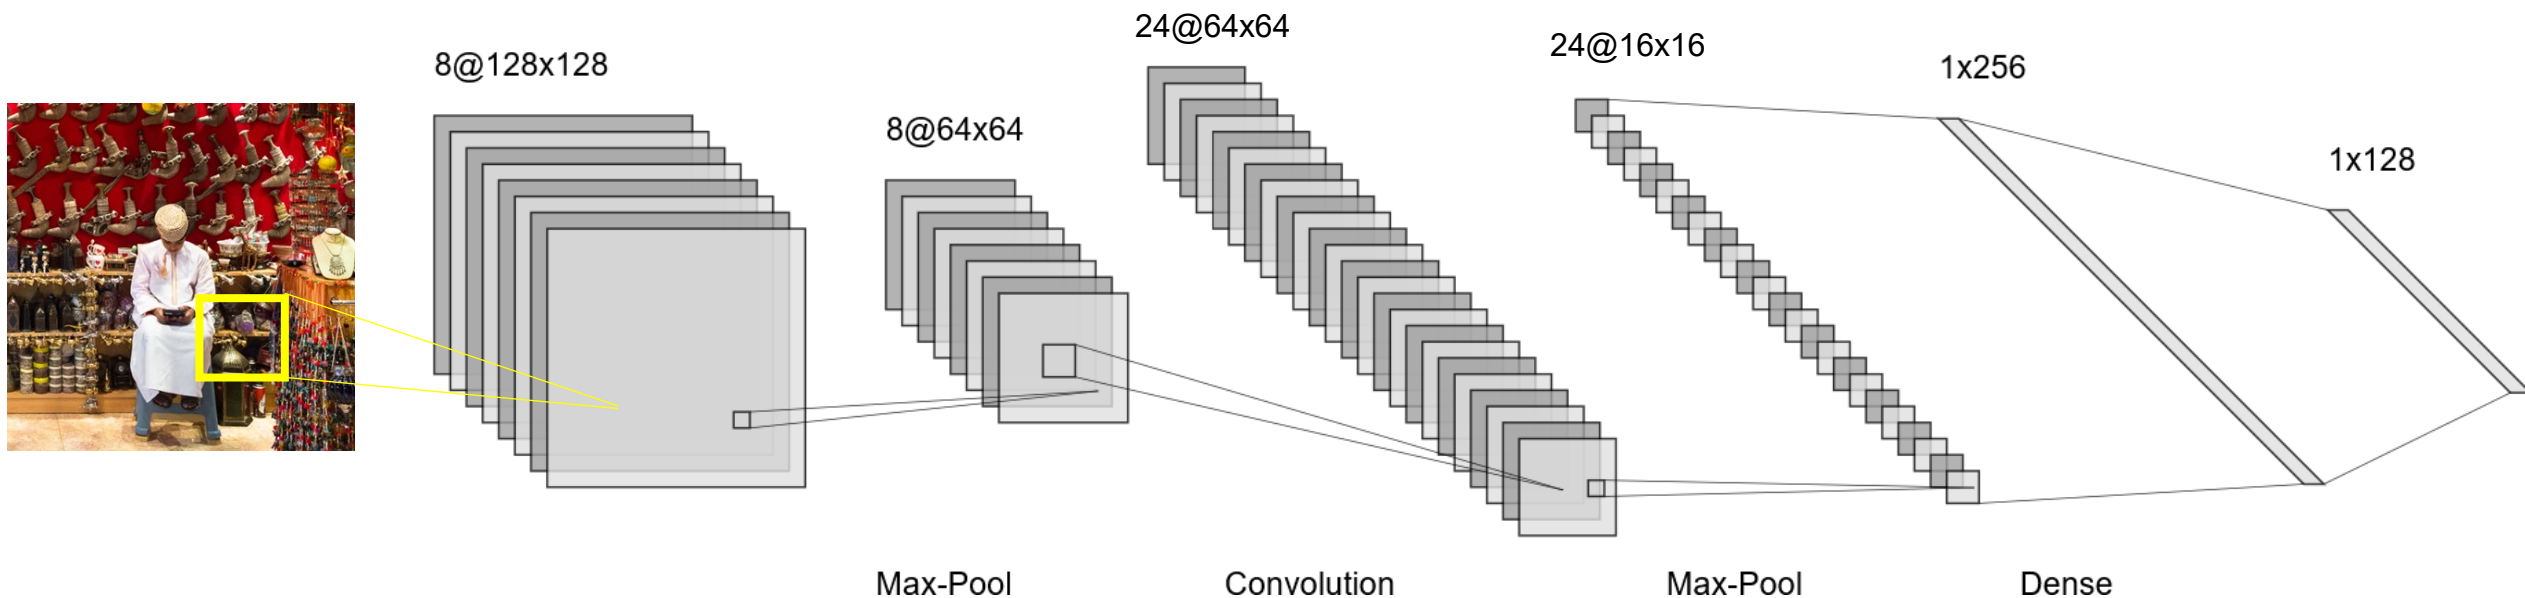 8@128x128
8@64x64
24@64x64
24@16x16
1x256
1x128
Max-Pool
Convolution
Max-Pool
Dense